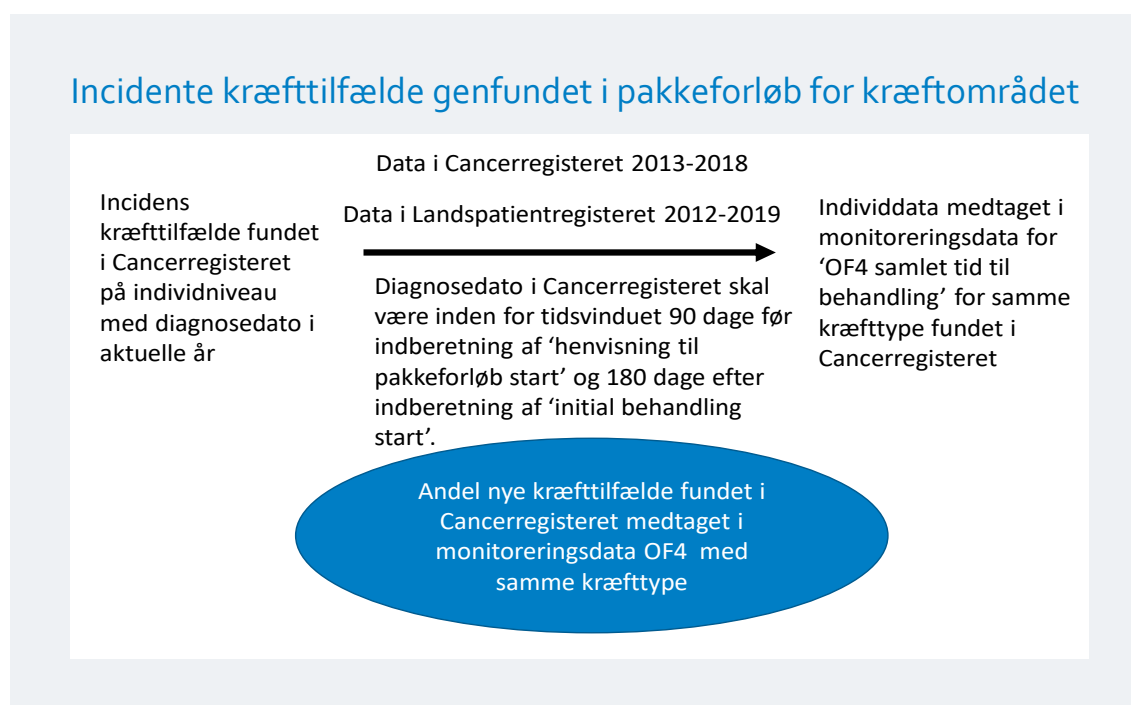 Incidente kræfttilfælde genfundet i pakkeforløb for kræftområdet
Data i Cancerregisteret 2013-2018
Incidens
kræfttilfælde fundet
i Cancerregisteret
på individniveau
med diagnosedato i
aktuelle år
Data i Landspatientregisteret 2012-2019
Diagnosedato i Cancerregisteret skal
være inden for tidsvinduet 90 dage før
indberetning af ‘henvisning til
pakkeforløb start’ og 180 dage efter
indberetning af ‘initial behandling
start’.
Individdata medtaget i
monitoreringsdata for
‘OF4 samlet tid til
behandling’ for samme
kræfttype fundet i
Cancerregisteret
Andel nye kræfttilfælde fundet i
Cancerregisteret medtaget i
monitoreringsdata OF4 med
samme kræfttype